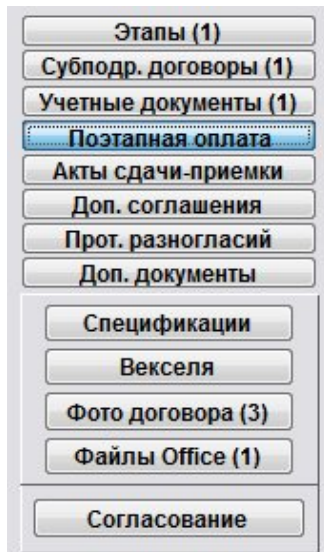 Этапы (1)
Субподр. договоры (1)
Учетные документы (1)
Поэтапная оплата
Акты сдачи-приемки
Доп. соглашения
Прот. разногласий
Доп. документы
Спецификации
Векселя
Фото договора (3)
Файлы Office (1)
Согласование